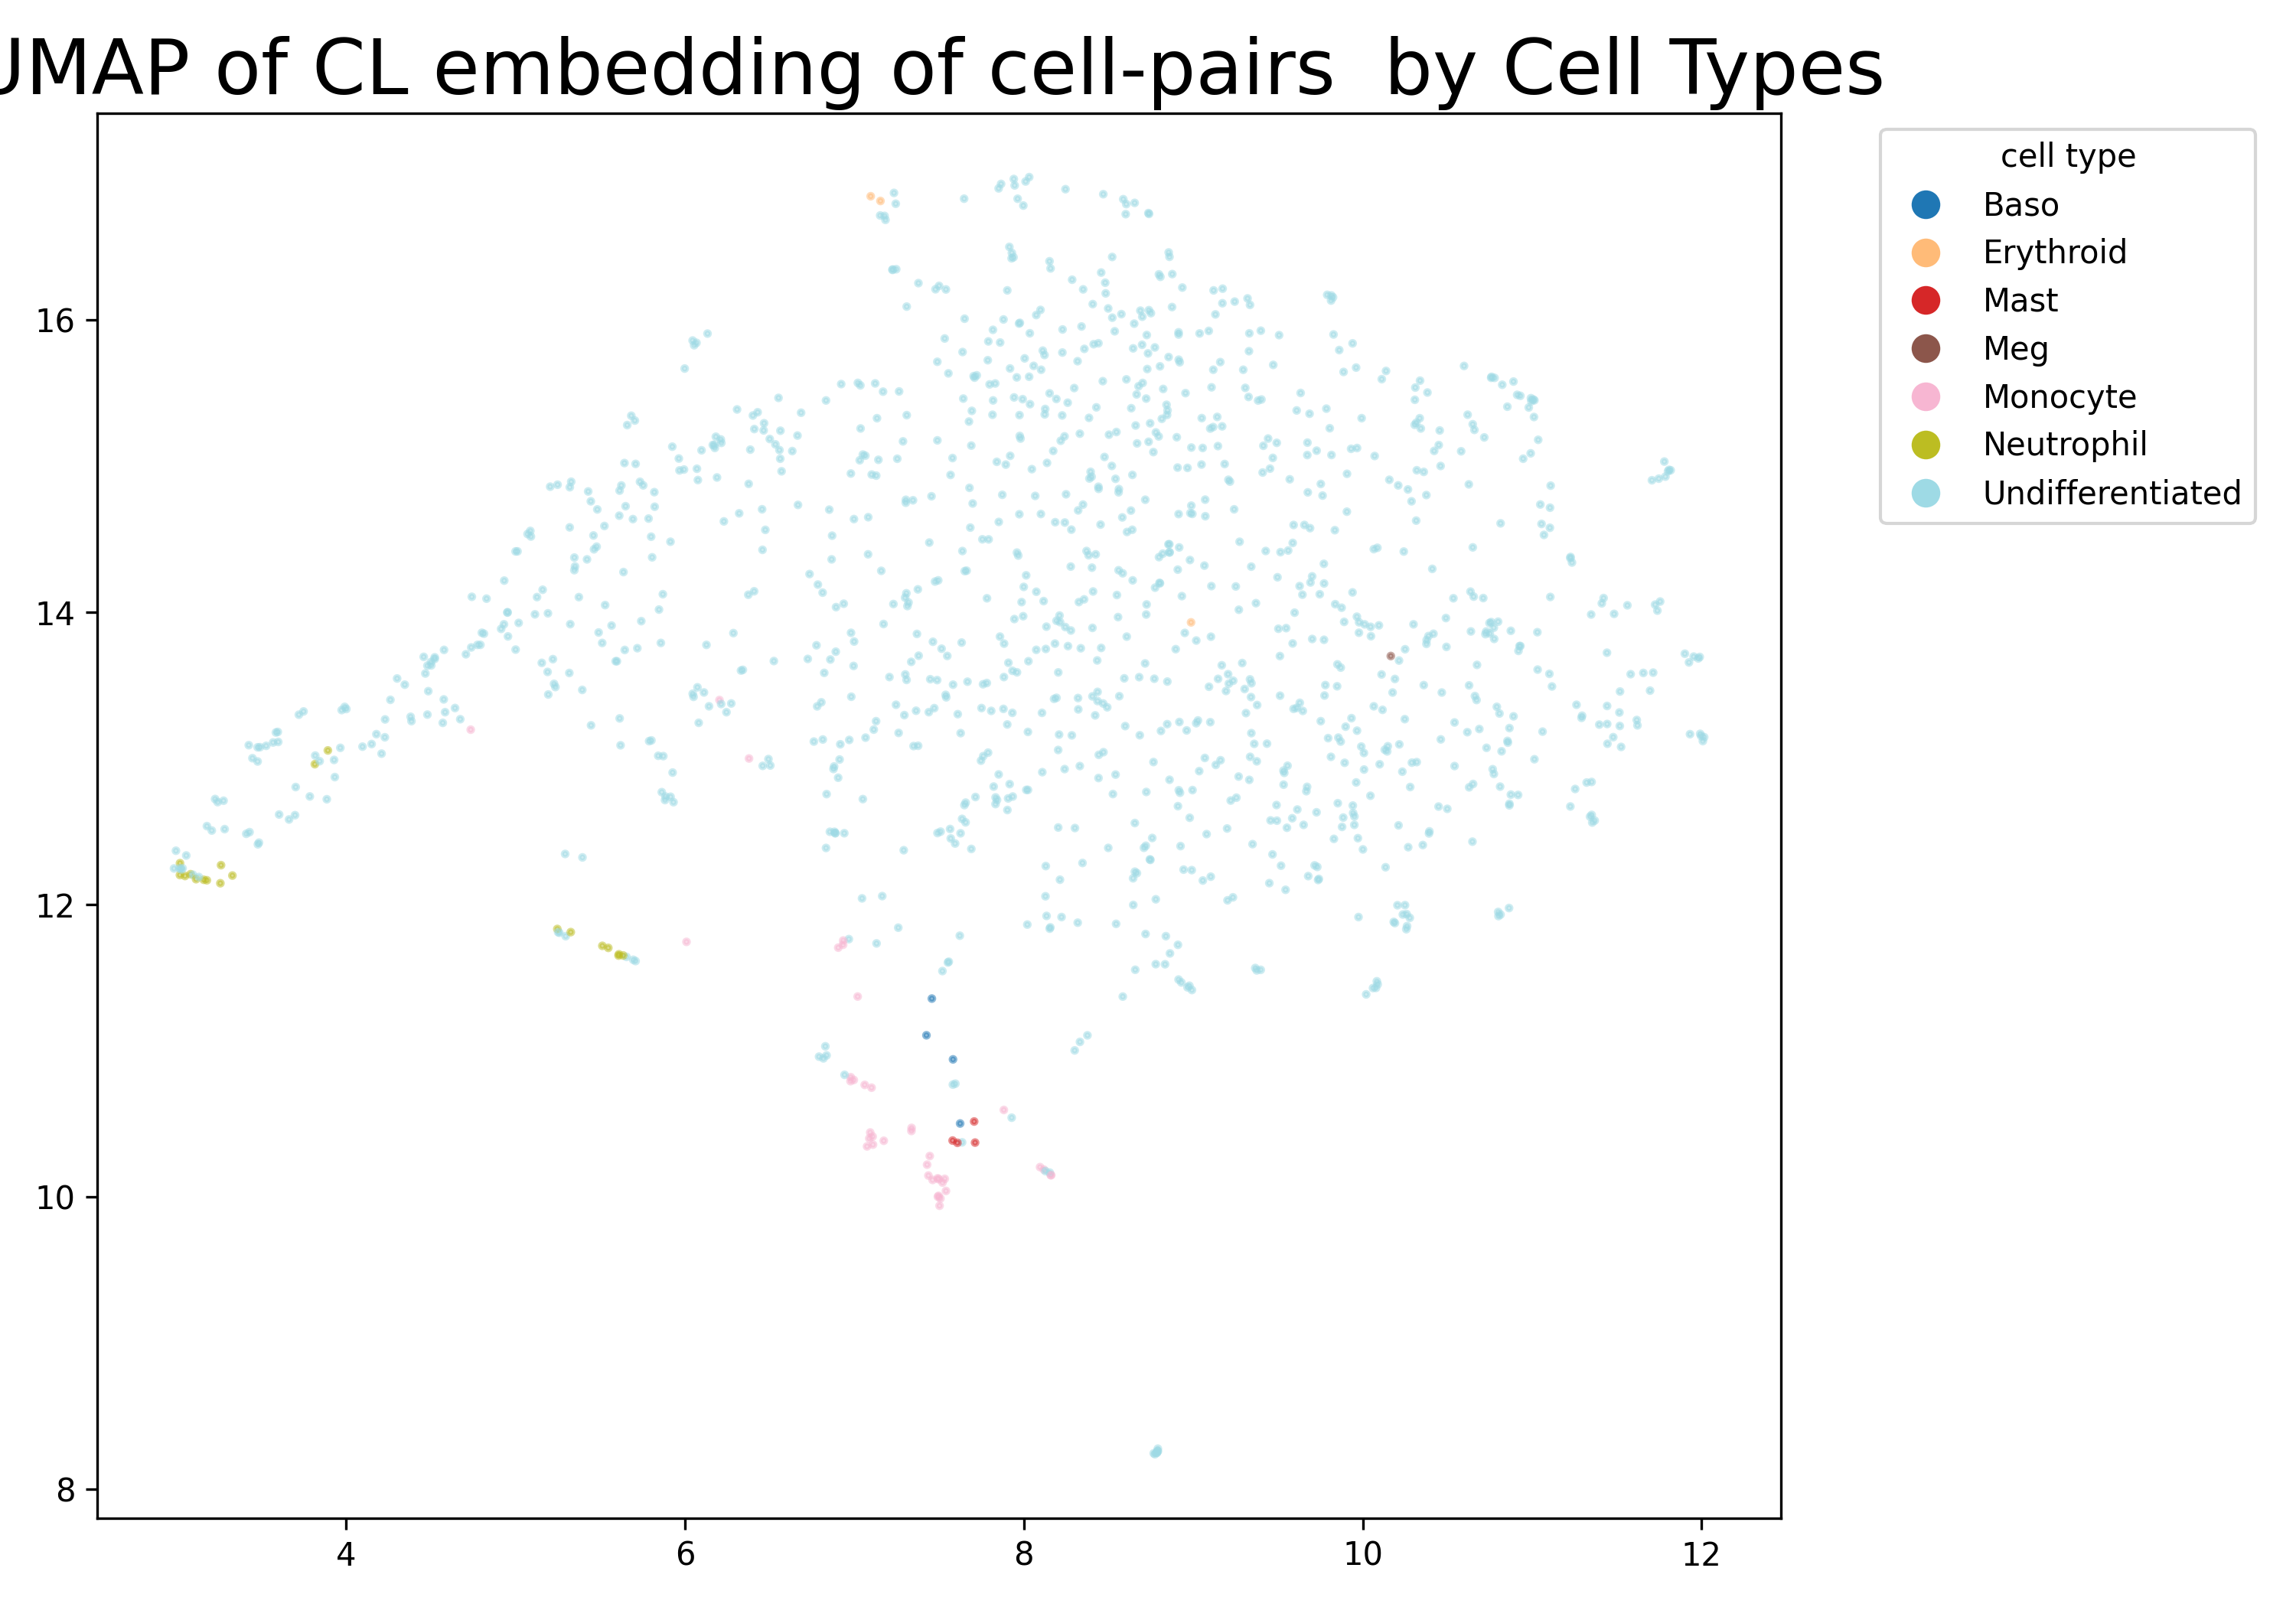 UMAP of CL embedding of cell-pairs  by Cell Types
cell type
Baso
Erythroid
Mast
Meg
Monocyte
Neutrophil
Undifferentiated
16
14
12
10
8
4
6
8
10
12